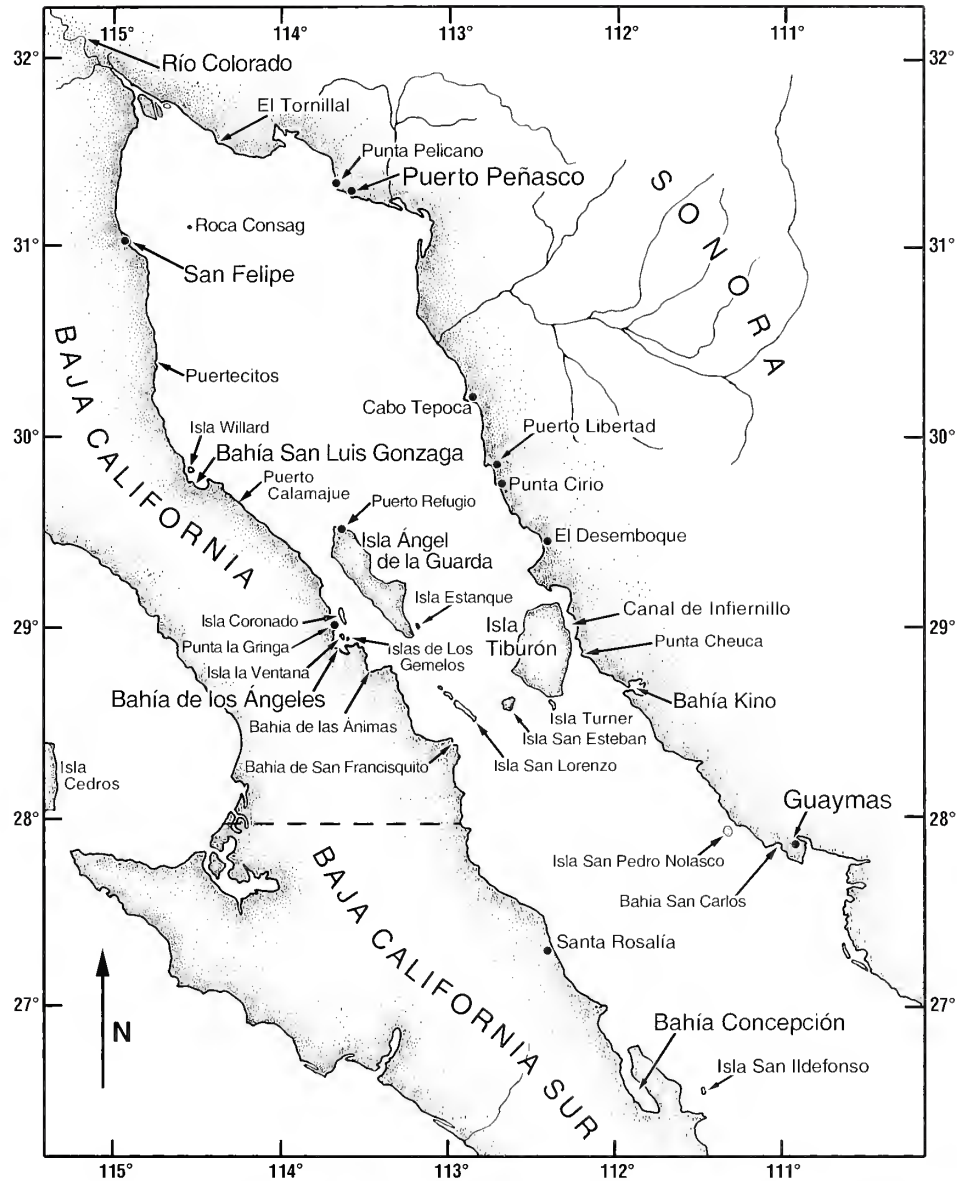 115°
114°
113°
112°
111°
32°
32°
Río Colorado
El Tornillal
Punta Pelicano
Puerto Peñasco
SONORA
Roca Consag
31°
31°
San Felipe
BAJA CALIFORNIA
Puertecitos
Cabo Tepoca
Isla Willard
Puerto Libertad
30°
30°
Bahía San Luis Gonzaga
Puerto
Calamajue
Punta Cirio
Puerto Refugio
Isla Ángel
de la Guarda
El Desemboque
Isla Estanque
Isla Coronado
Canal de Infiernillo
29°
29°
Isla
Tiburón
Punta la Gringa
Islas de Los
Gemelos
Punta Cheuca
Isla la Ventana
Bahía de los Ángeles
Bahía Kino
Bahía de las Ánimas
Isla Turner
Isla San Esteban
Isla San Lorenzo
Bahia de San Francisquito
Isla
Cedros
Guaymas
28°
28°
Isla San Pedro Nolasco
Bahia San Carlos
BAJA CALIFORNIA SUR
Santa Rosalía
27°
27°
N
Bahía Concepción
Isla San Ildefonso
115°
114°
113°
112°
111°